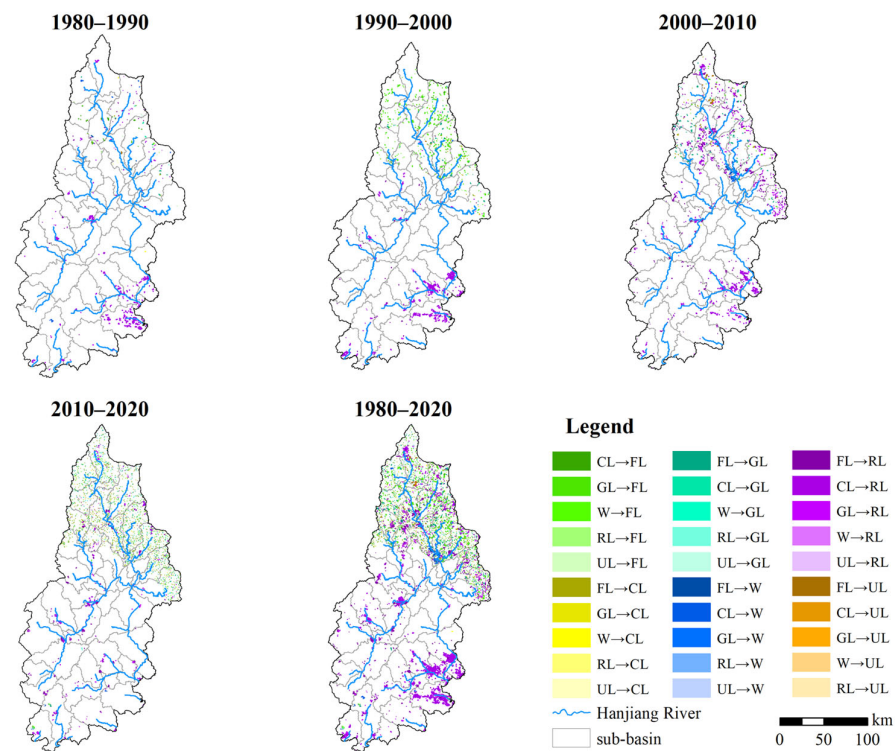 1980–1990
1990–2000
2000–2010
2010–2020
1980–2020
Legend
CL→FL FL→GL FL→RL
GL→FL CL→GL CL→RL
W→FL W→GL GL→RL
RL→FL RL→GL W→RL
UL→FL UL→GL UL→RL
FL→CL FL→W FL→UL
GL→CL CL→W CL→UL
W→CL GL→W GL→UL
RL→CL RL→W W→UL
UL→CL UL→W RL→UL
Hanjiang River
sub-basin
km
0 50 100